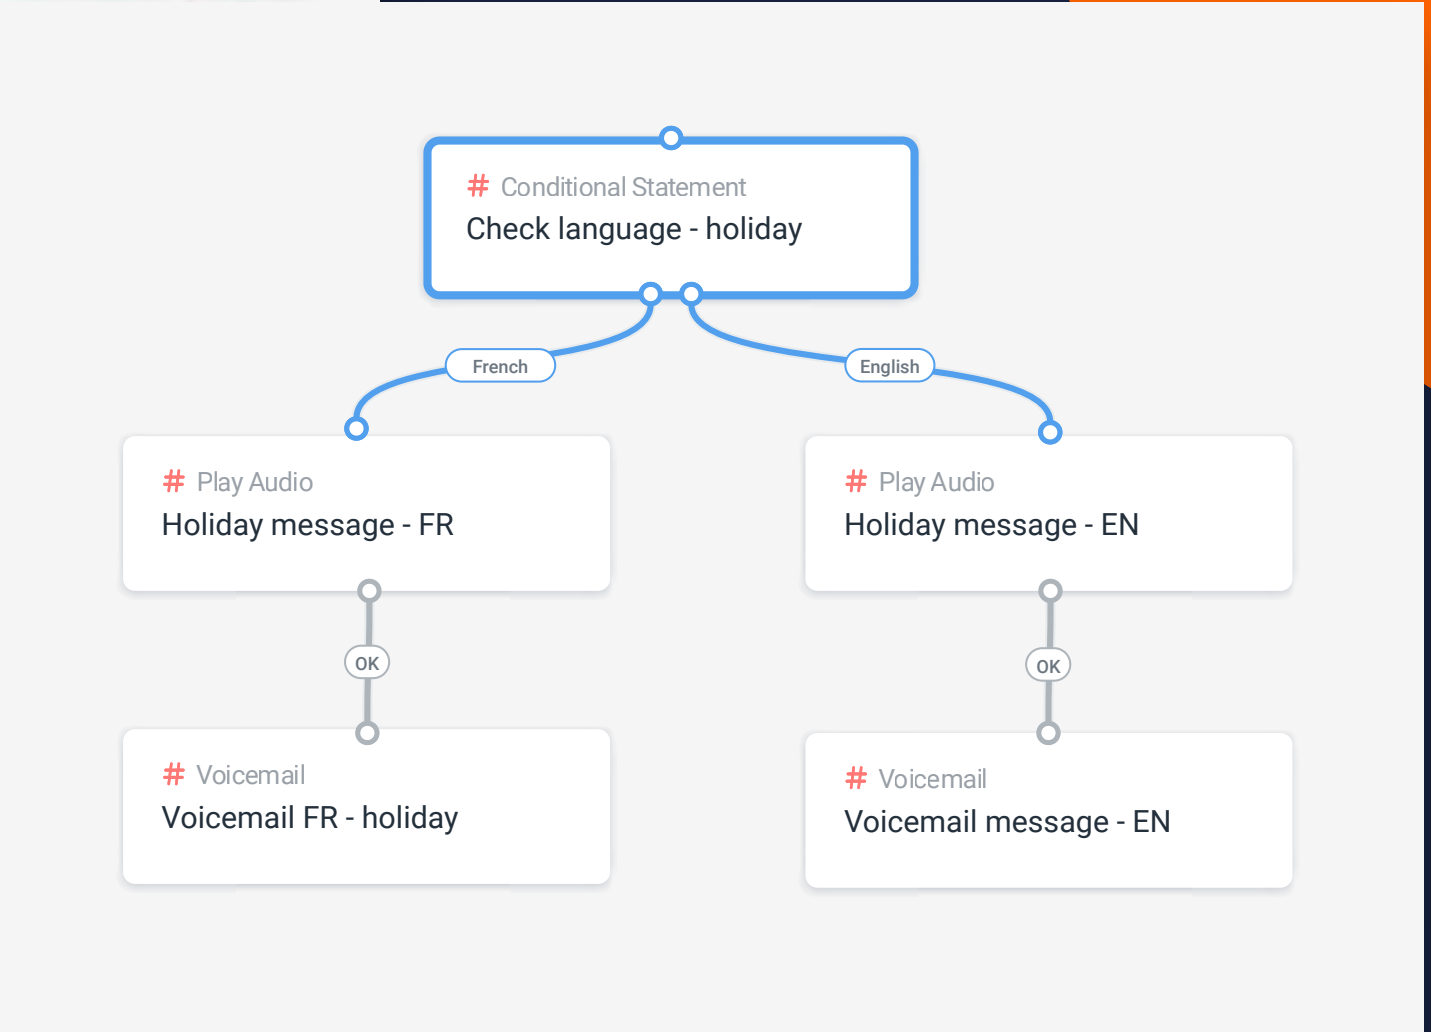 # Conditional Statement
Check language - holiday
French
English
# Play Audio
Holiday message - FR
# Play Audio
Holiday message - EN
OK
OK
# Voicemail
Voicemail FR - holiday
# Voicemail
Voicemail message - EN